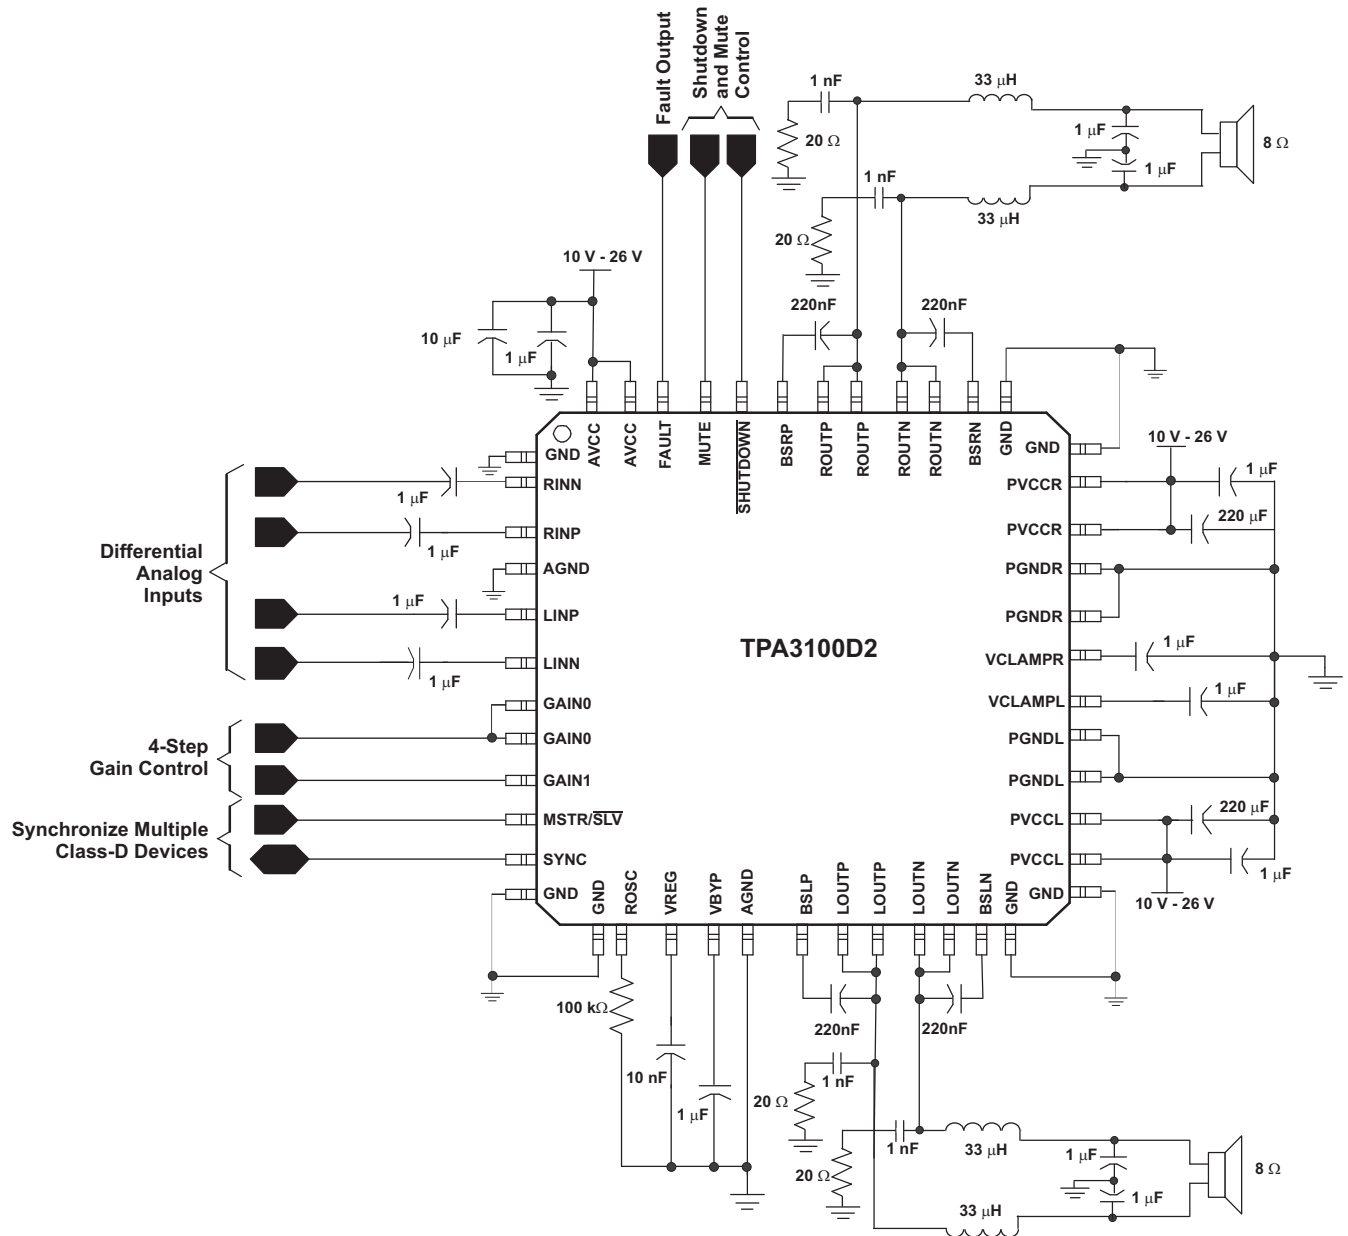 Fault Output
Shutdown
and Mute
Control
1 nF
33 μH
20 Ω
1 μF
8 Ω
1 μF
1 nF
33 μH
20 Ω
10 V - 26 V
10 μF
1 μF
220nF
220nF
AVCC
AVCC
FAULT
MUTE
SHUTDOWN
BSRP
ROUTP
ROUTP
ROUTN
ROUTN
BSRN
GND
GND
RINN
RINP
AGND
LINP
LINN
GAIN0
GAIN0
GAIN1
MSTR/SLV
SYNC
GND
1 μF
1 μF
1 μF
1 μF
Differential
Analog
Inputs
4-Step
Gain Control
Synchronize Multiple
Class-D Devices
TPA3100D2
GND
PVCCR
PVCCR
PGNDR
PGNDR
VCLAMPR
VCLAMPL
PGNDL
PGNDL
PVCCL
PVCCL
GND
10 V - 26 V
1 μF
220 μF
1 μF
1 μF
220 μF
1 μF
10 V - 26 V
GND
ROSC
VREG
VBYP
AGND
BSLP
LOUTP
LOUTP
LOUTN
LOUTN
BSLN
GND
100 kΩ
10 nF
1 μF
220nF
220nF
1 nF
20 Ω
1 nF
33 μH
20 Ω
1 μF
8 Ω
1 μF
33 μH